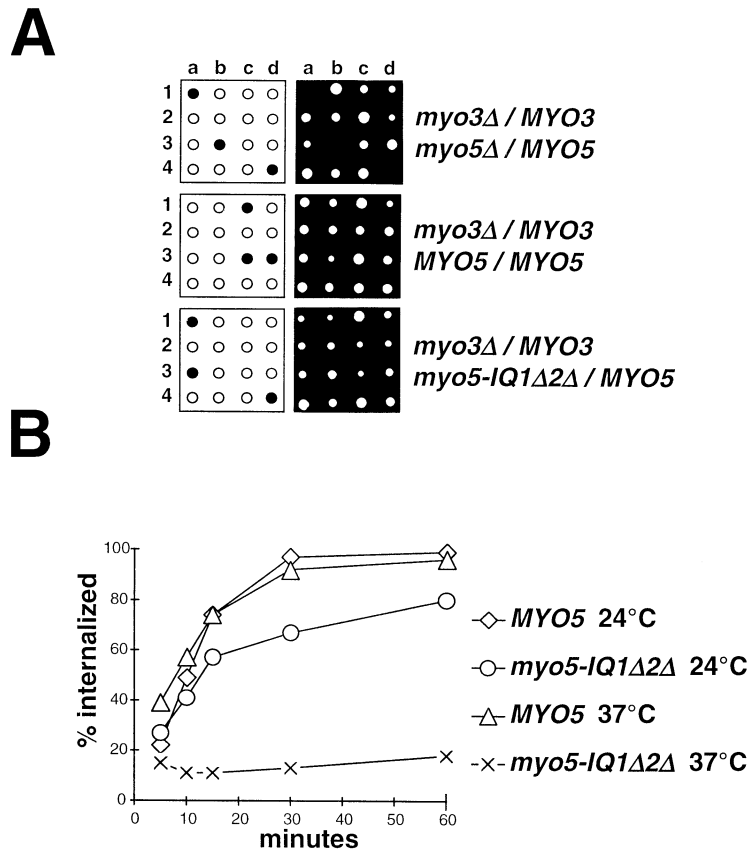 A
a b c d a b c d
1
2
3
4
myo3Δ / MYO3
myo5Δ / MYO5
1
2
3
4
myo3Δ / MYO3
MYO5 / MYO5
1
2
3
4
myo3Δ / MYO3
myo5-IQ1Δ2Δ / MYO5
B
% internalized
100
80
60
40
20
0
0 10 20 30 40 50 60
minutes
MYO5 24°C
myo5-IQ1Δ2Δ 24°C
MYO5 37°C
myo5-IQ1Δ2Δ 37°C